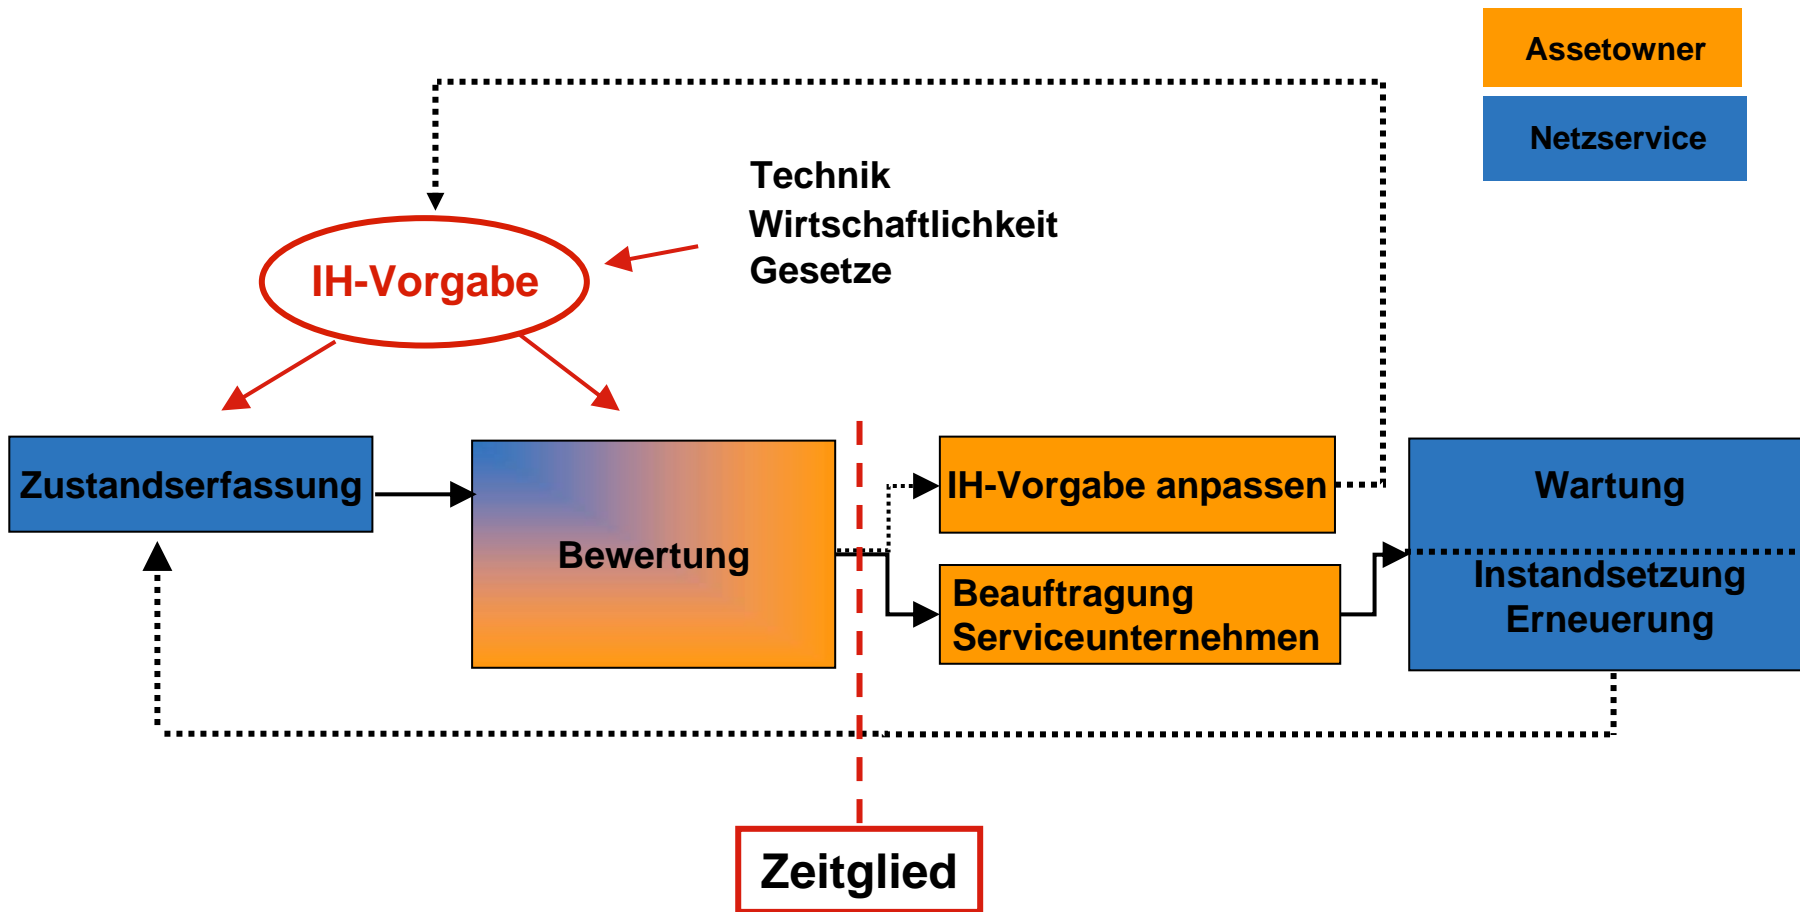 Assetowner
Netzservice
Technik
Wirtschaftlichkeit
Gesetze
IH-Vorgabe
Zustandserfassung
Bewertung
IH-Vorgabe anpassen
Beauftragung
Serviceunternehmen
Wartung
Instandsetzung
Erneuerung
Zeitglied